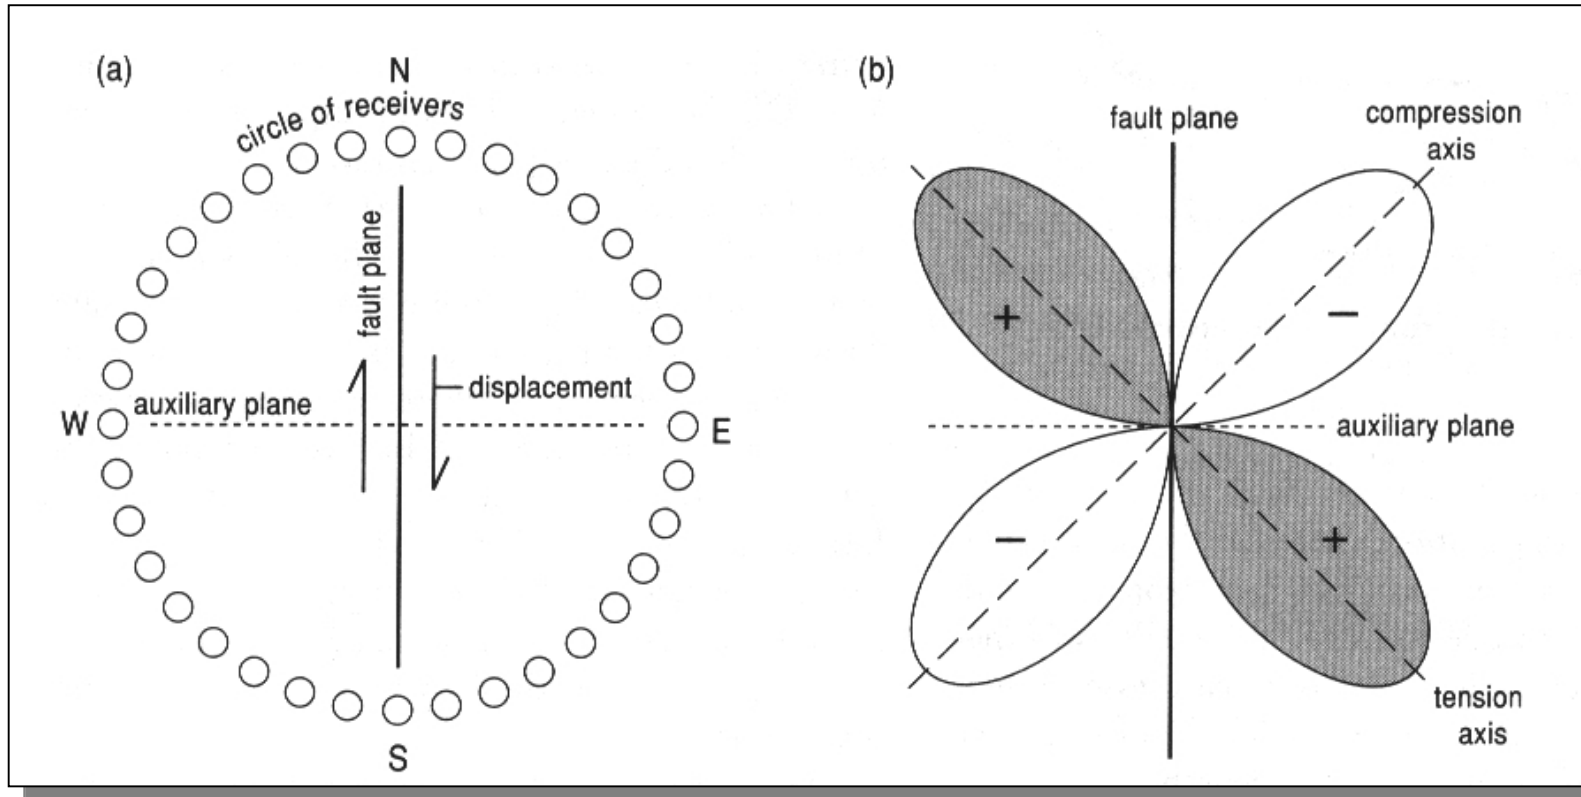 (a)
N
circle of receivers
fault plane
displacement
auxiliary plane
W
E
S
(b)
fault plane
compression
axis
+
−
auxiliary plane
−
+
tension
axis